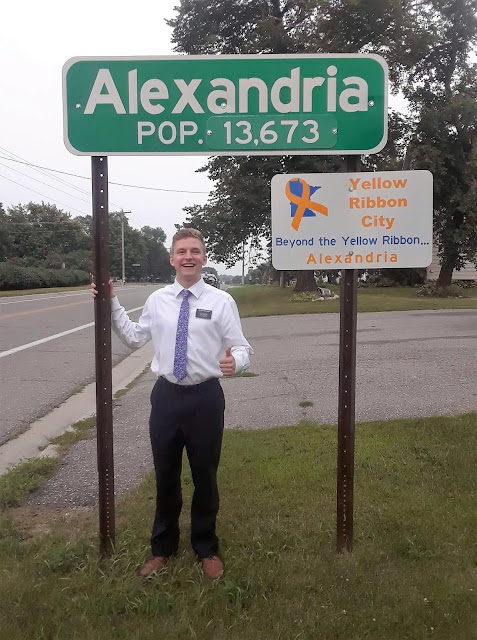 Alexandria
POP. 13,673
Yellow
Ribbon
City
Beyond the Yellow Ribbon...
Alexandria